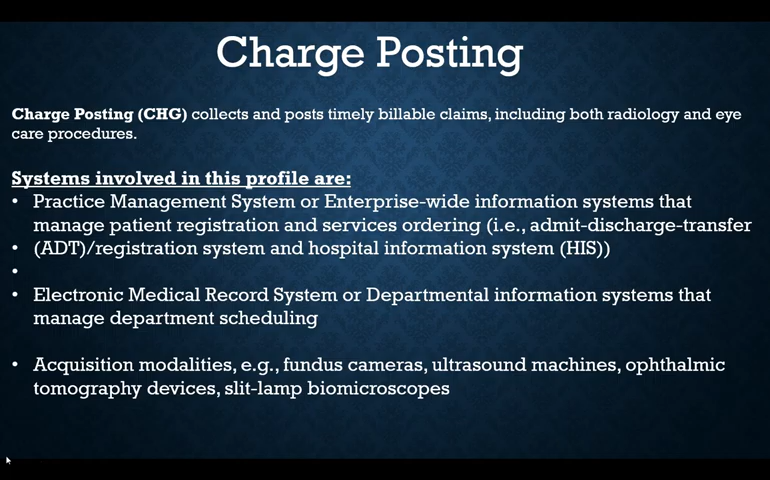 Charge Posting
Charge Posting (CHG) collects and posts timely billable claims, including both radiology and eye
care procedures.
Systems involved in this profile are:
• Practice Management System or Enterprise-wide information systems that
manage patient registration and services ordering (i.e., admit-discharge-transfer
• (ADT)/registration system and hospital information system (HIS))
•
• Electronic Medical Record System or Departmental information systems that
manage department scheduling
• Acquisition modalities, e.g., fundus cameras, ultrasound machines, ophthalmic
tomography devices, slit-lamp biomicroscopes